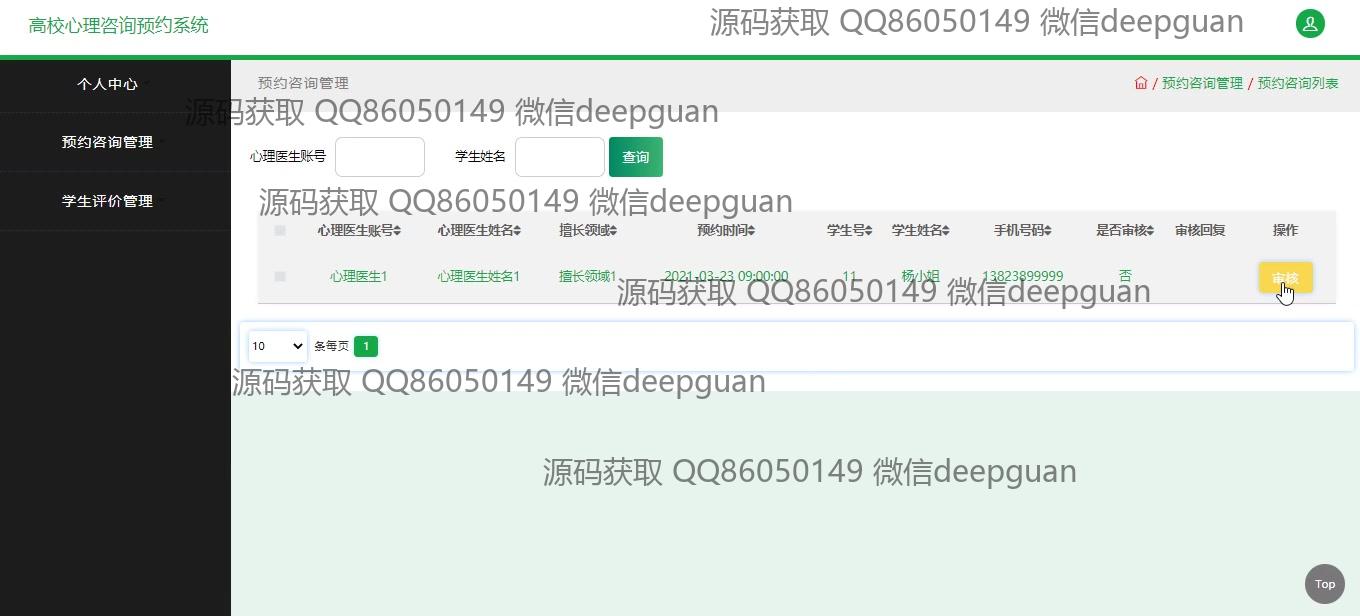 高校心理咨询预约系统
源码获取 QQ86050149 微信deepguan
个人中心
预约咨询管理
学生评价管理
预约咨询管理
/ 预约咨询管理 / 预约咨询列表
源码获取 QQ86050149 微信deepguan
心理医生账号 学生姓名 查询
源码获取 QQ86050149 微信deepguan
心理医生账号 心理医生姓名 擅长领域 预约时间 学生号 学生姓名 手机号码 是否审核 审核回复 操作
心理医生1 心理医生姓名1 擅长领域1 2021-03-23 09:00:00 11 杨小姐 13823899999 否 审核
源码获取 QQ86050149 微信deepguan
10 条每页 1
源码获取 QQ86050149 微信deepguan
源码获取 QQ86050149 微信deepguan
Top